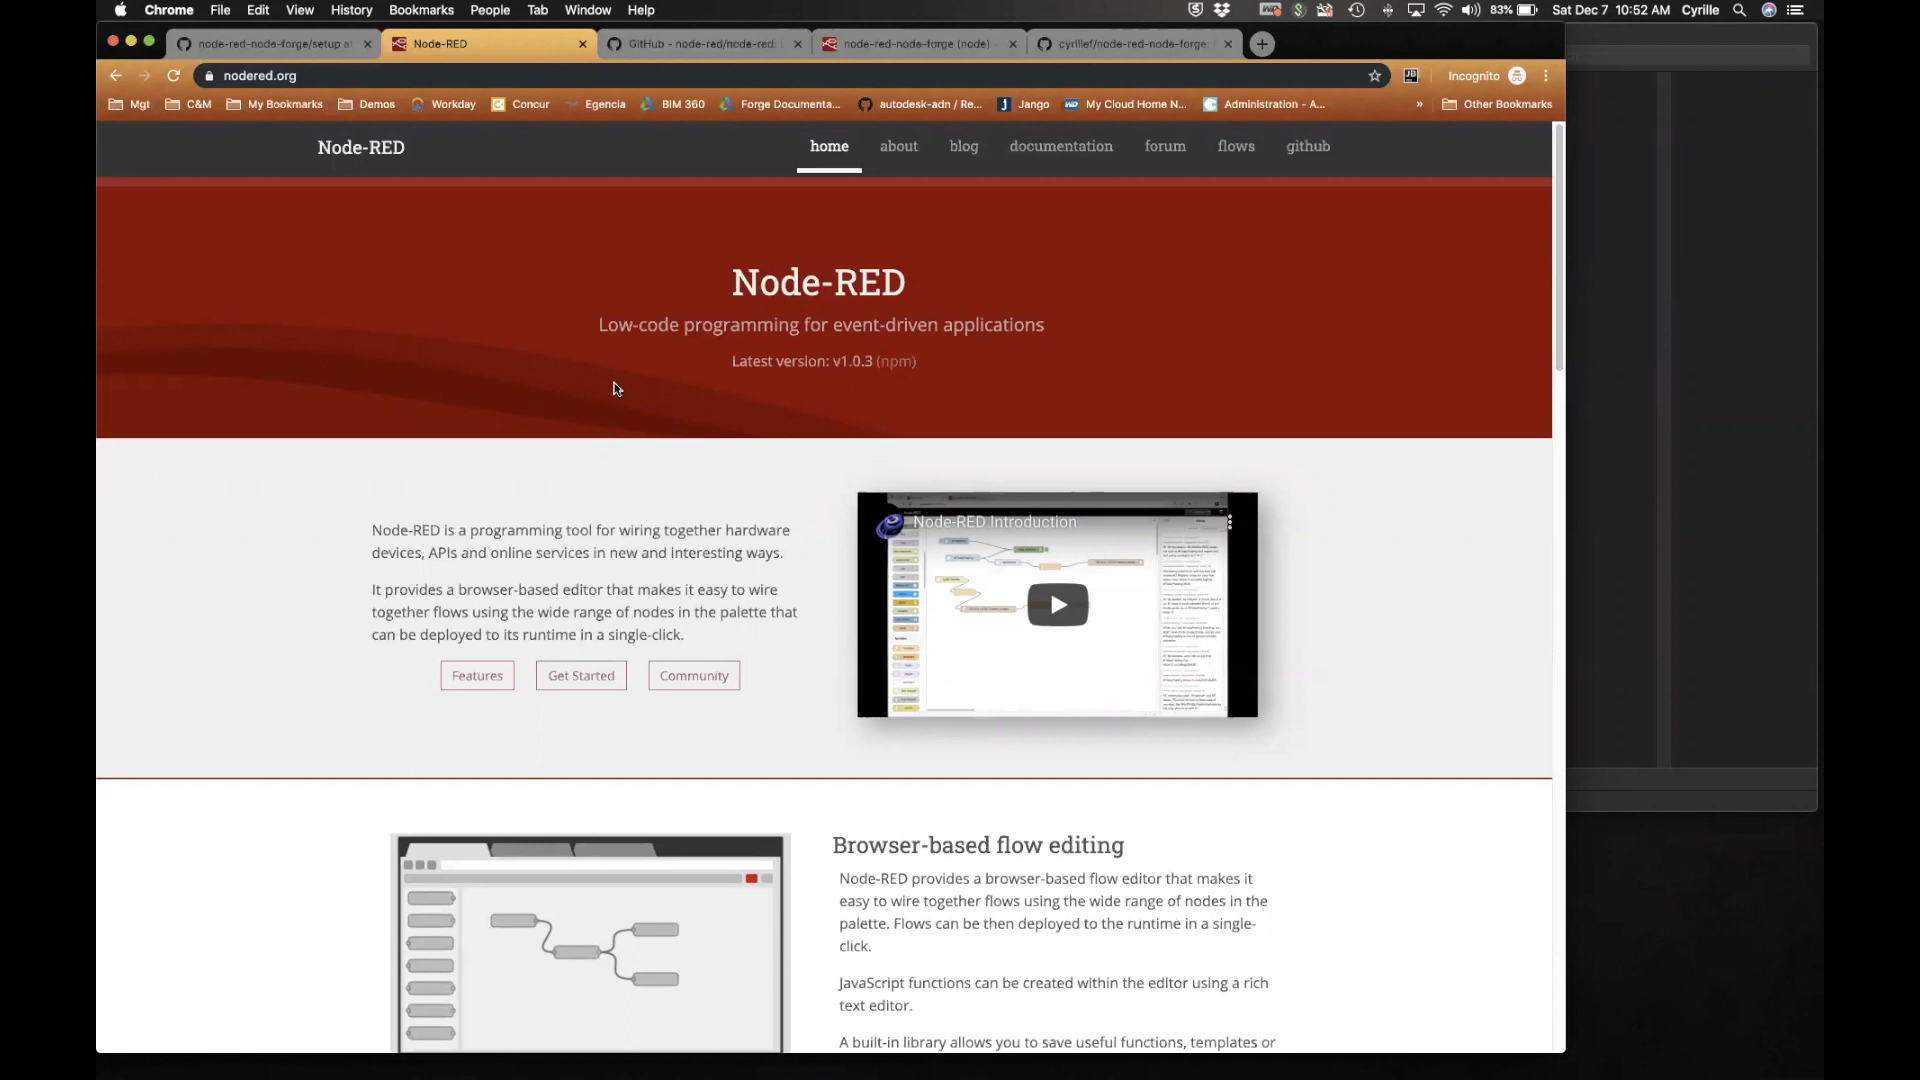 Chrome File Edit View History Bookmarks People Tab Window Help
83% Sat Dec 7 10:52 AM Cyrille
node-red-node-forge/setup at
Node-RED
GitHub - node-red/node-red:
node-red-node-forge (node)
cyrillef/node-red-node-forge:
nodered.org
Incognito
Mgt C&M My Bookmarks Demos Workday Concur Egencia BIM 360 Forge Documenta... autodesk-adn / Re... Jango My Cloud Home N... Administration - A... » Other Bookmarks
Node-RED
home about blog documentation forum flows github
Node-RED
Low-code programming for event-driven applications
Latest version: v1.0.3 (npm)
Node-RED is a programming tool for wiring together hardware
devices, APIs and online services in new and interesting ways.
It provides a browser-based editor that makes it easy to wire
together flows using the wide range of nodes in the palette that
can be deployed to its runtime in a single-click.
Features Get Started Community
Node-RED Introduction
Browser-based flow editing
Node-RED provides a browser-based flow editor that makes it
easy to wire together flows using the wide range of nodes in the
palette. Flows can be then deployed to the runtime in a single-
click.
JavaScript functions can be created within the editor using a rich
text editor.
A built-in library allows you to save useful functions, templates or